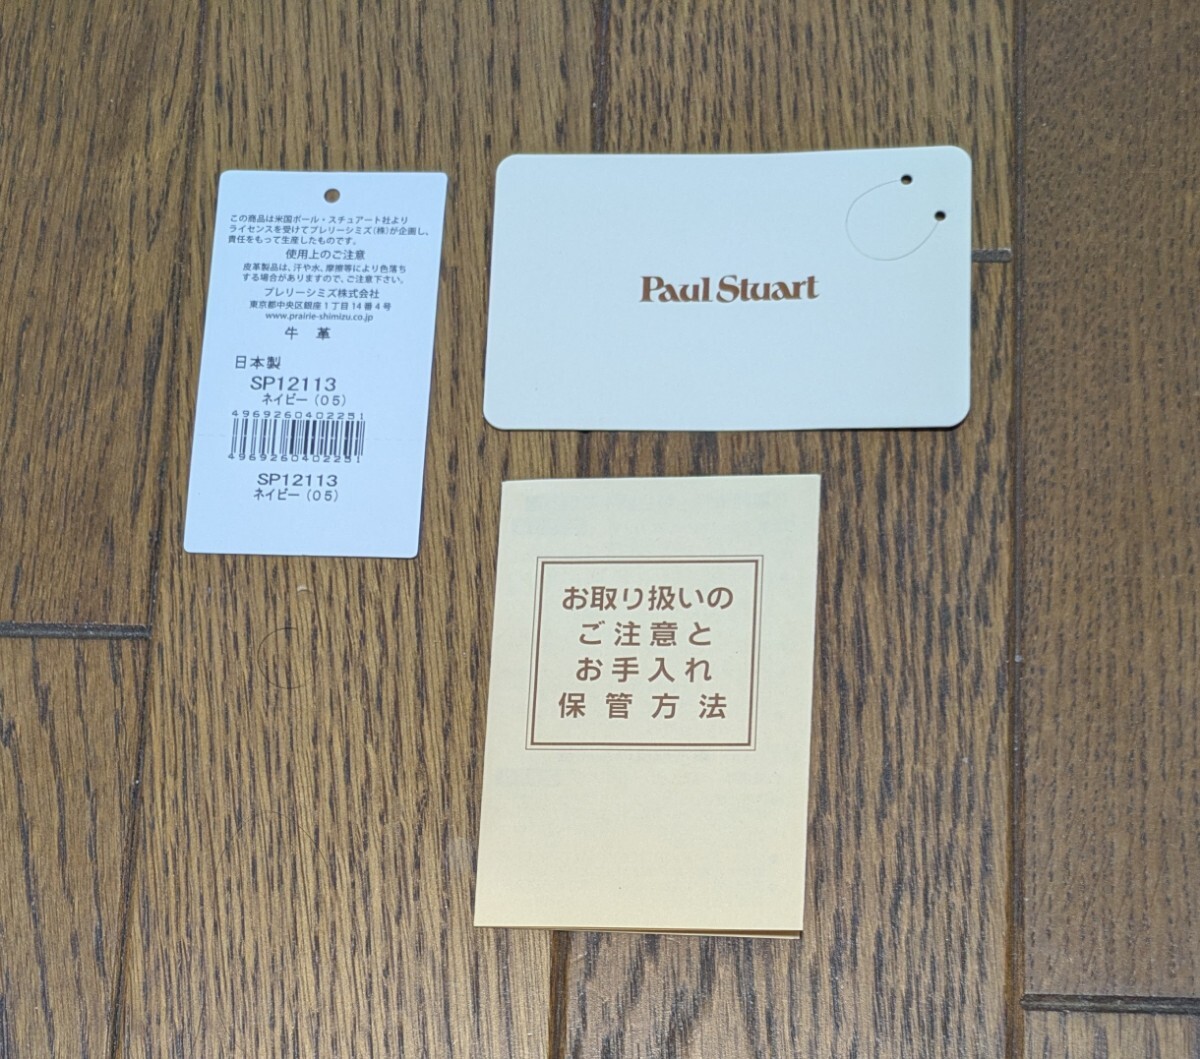 この商品は米国ポール・スチュアート社より
ライセンスを受けてプレリーシミズ(株)が企画し、
責任をもって生産したものです。
使用上のご注意
皮革製品は、汗や水、摩擦等により色落ち
する場合がありますので、ご注意下さい。
プレリーシミズ株式会社
東京都中央区銀座1丁目14番4号
www.prairie-shimizu.co.jp
牛 革
日本製
SP12113
ネイビー(05)
4969260402251
4969260402251
SP12113
ネイビー(05)
Paul Stuart
お取り扱いの
ご注意と
お手入れ
保管方法